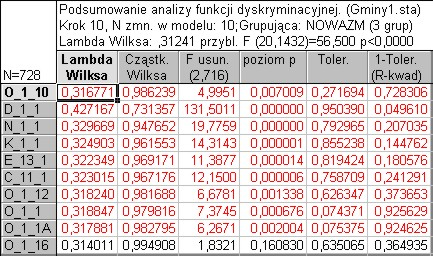 Podsumowanie analizy funkcji dyskryminacyjnej. (Gminy1.sta)
Krok 10, N zmn. w modelu: 10;Grupująca: NOWAZM (3 grup)
Lambda Wilksa: ,31241 przybl. F (20,1432)=56,500 p<0,0000
N=728 Lambda Wilksa Cząstk. Wilksa F usun. (2,716) poziom p Toler. 1-Toler. (R-kwad)
O_1_10 0,316771 0,986239 4,9951 0,007009 0,271694 0,728306
D_1_1 0,427167 0,731357 131,5011 0,000000 0,950390 0,049610
N_1_1 0,329669 0,947652 19,7759 0,000000 0,792965 0,207035
K_1_1 0,324903 0,961553 14,3143 0,000001 0,855238 0,144762
E_13_1 0,322349 0,969171 11,3877 0,000014 0,819424 0,180576
C_11_1 0,323015 0,967176 12,1500 0,000006 0,758709 0,241291
O_1_12 0,318240 0,981688 6,6781 0,001338 0,626347 0,373653
O_1_1 0,318847 0,979816 7,3745 0,000676 0,074371 0,925629
O_1_1A 0,317881 0,982795 6,2671 0,002004 0,075375 0,924625
O_1_16 0,314011 0,994908 1,8321 0,160830 0,635065 0,364935